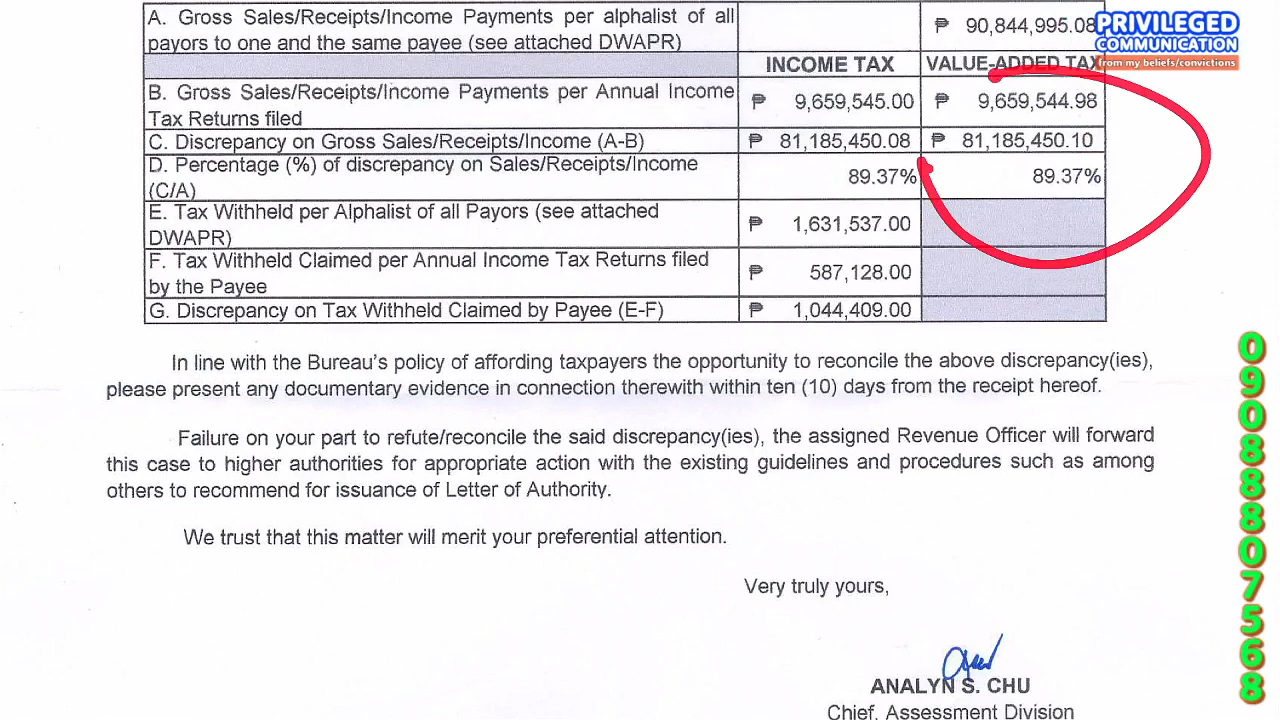 A. Gross Sales/Receipts/Income Payments per alphalist of all
payors to one and the same payee (see attached DWAPR)
₱ 90,844,995.08
PRIVILEGED
COMMUNICATION
from my beliefs/convictions
INCOME TAX
VALUE-ADDED TAX
B. Gross Sales/Receipts/Income Payments per Annual Income
Tax Returns filed
₱ 9,659,545.00
₱ 9,659,544.98
C. Discrepancy on Gross Sales/Receipts/Income (A-B)
₱ 81,185,450.08
₱ 81,185,450.10
D. Percentage (%) of discrepancy on Sales/Receipts/Income
(C/A)
89.37%
89.37%
E. Tax Withheld per Alphalist of all Payors (see attached
DWAPR)
₱ 1,631,537.00
F. Tax Withheld Claimed per Annual Income Tax Returns filed
by the Payee
₱ 587,128.00
G. Discrepancy on Tax Withheld Claimed by Payee (E-F)
₱ 1,044,409.00
In line with the Bureau's policy of affording taxpayers the opportunity to reconcile the above discrepancy(ies),
please present any documentary evidence in connection therewith within ten (10) days from the receipt hereof.
Failure on your part to refute/reconcile the said discrepancy(ies), the assigned Revenue Officer will forward
this case to higher authorities for appropriate action with the existing guidelines and procedures such as among
others to recommend for issuance of Letter of Authority.
We trust that this matter will merit your preferential attention.
Very truly yours,
ANALYN S. CHU
Chief, Assessment Division
09088807568